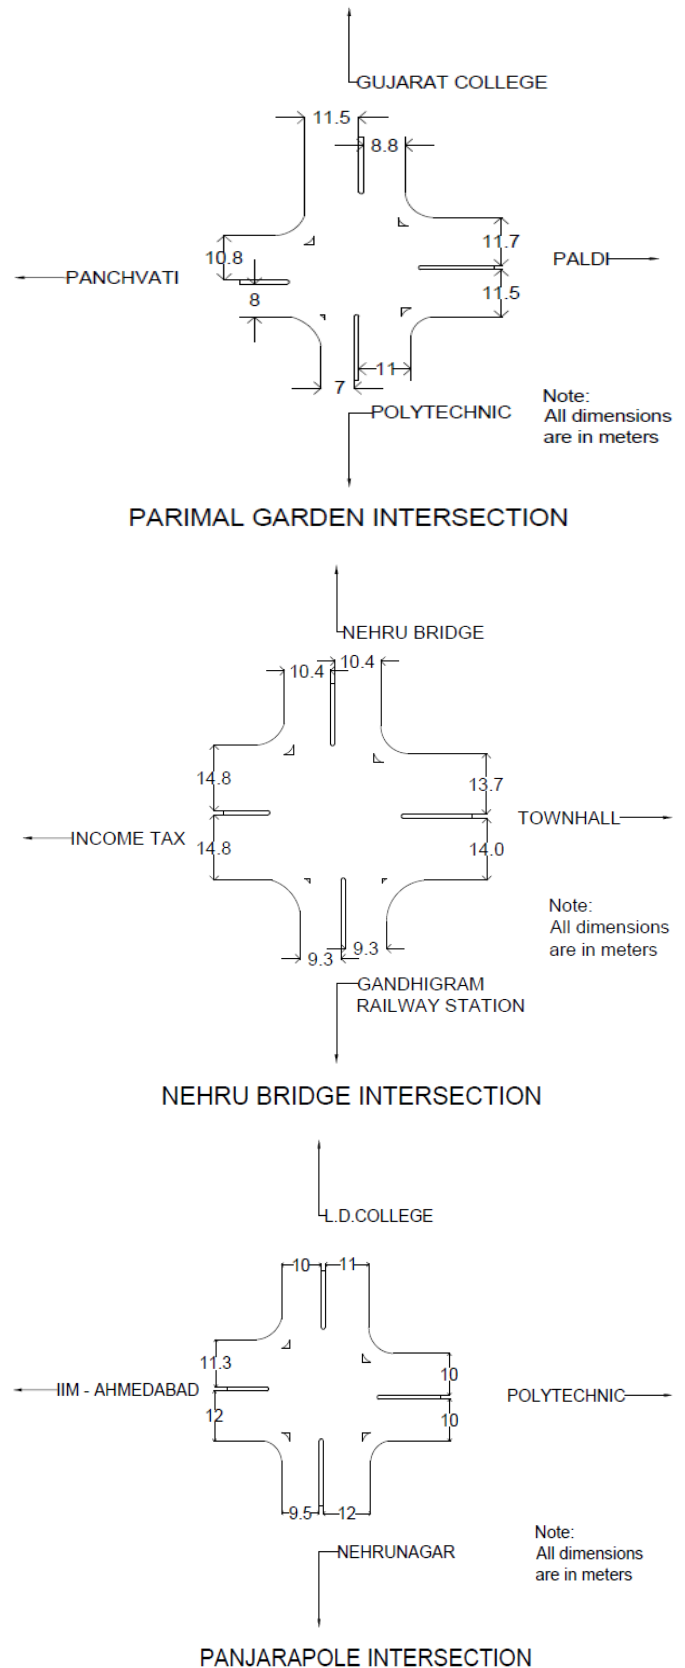 GUJARAT COLLEGE
11.5
8.8
10.8
11.7
PANCHVATI
PALDI
8
11.5
11
7
POLYTECHNIC
Note:
All dimensions
are in meters
PARIMAL GARDEN INTERSECTION
NEHRU BRIDGE
10.4
10.4
14.8
13.7
TOWNHALL
INCOME TAX
14.8
14.0
Note:
All dimensions
are in meters
9.3
9.3
GANDHIGRAM
RAILWAY STATION
NEHRU BRIDGE INTERSECTION
L.D.COLLEGE
10
11
11.3
10
IIM - AHMEDABAD
POLYTECHNIC
12
10
9.5
12
NEHRUNAGAR
Note:
All dimensions
are in meters
PANJARAPOLE INTERSECTION